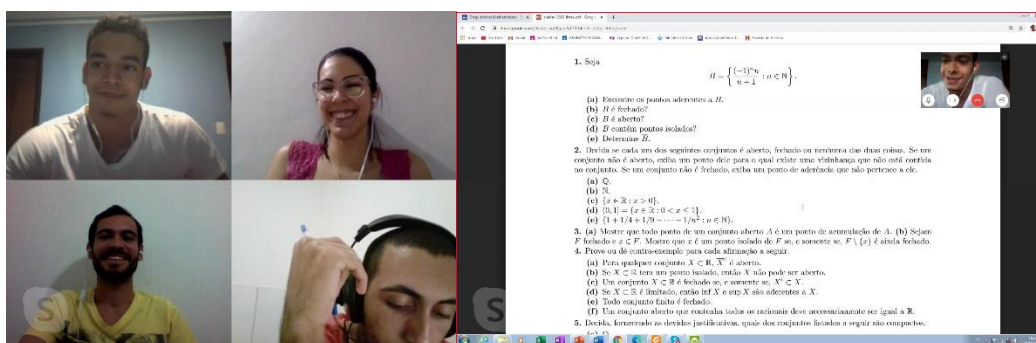 1. Seja
B = { (-1)ⁿn / n + 1 : n ∈ ℕ } .
(a) Encontre os pontos aderentes a B.
(b) B é fechado?
(c) B é aberto?
(d) B contém pontos isolados?
(e) Determine B̅.
2. Decida se cada um dos seguintes conjuntos é aberto, fechado ou nenhuma das duas coisas. Se um
conjunto não é aberto, exiba um ponto dele para o qual existe uma vizinhança que não está contida
no conjunto. Se um conjunto não é fechado, exiba um ponto de aderência que não pertence a ele.
(a) ℚ.
(b) ℕ.
(c) {x ∈ ℝ : x > 0}.
(d) (0, 1] = {x ∈ ℝ : 0 < x ≤ 1}.
(e) {1 + 1/4 + 1/9 + ··· + 1/n² : n ∈ ℕ}.
3. (a) Mostre que todo ponto de um conjunto aberto A é um ponto de acumulação de A. (b) Sejam
F fechado e x ∈ F. Mostre que x é um ponto isolado de F se, e somente se, F \ {x} é ainda fechado.
4. Prove ou dê contra-exemplo para cada afirmação a seguir.
(a) Para qualquer conjunto X ⊂ ℝ, é aberto.
(b) Se X ⊂ ℝ tem um ponto isolado, então X não pode ser aberto.
(c) Um conjunto X ⊂ ℝ é fechado se, e somente se, X' ⊂ X.
(d) Se X ⊂ ℝ é limitado, então inf X e sup X são aderentes a X.
(e) Todo conjunto finito é fechado.
(f) Um conjunto aberto que contenha todos os racionais deve necessariamente ser igual a ℝ.
5. Decida, fornecendo as devidas justificativas, quais dos conjuntos listados a seguir são compactos.